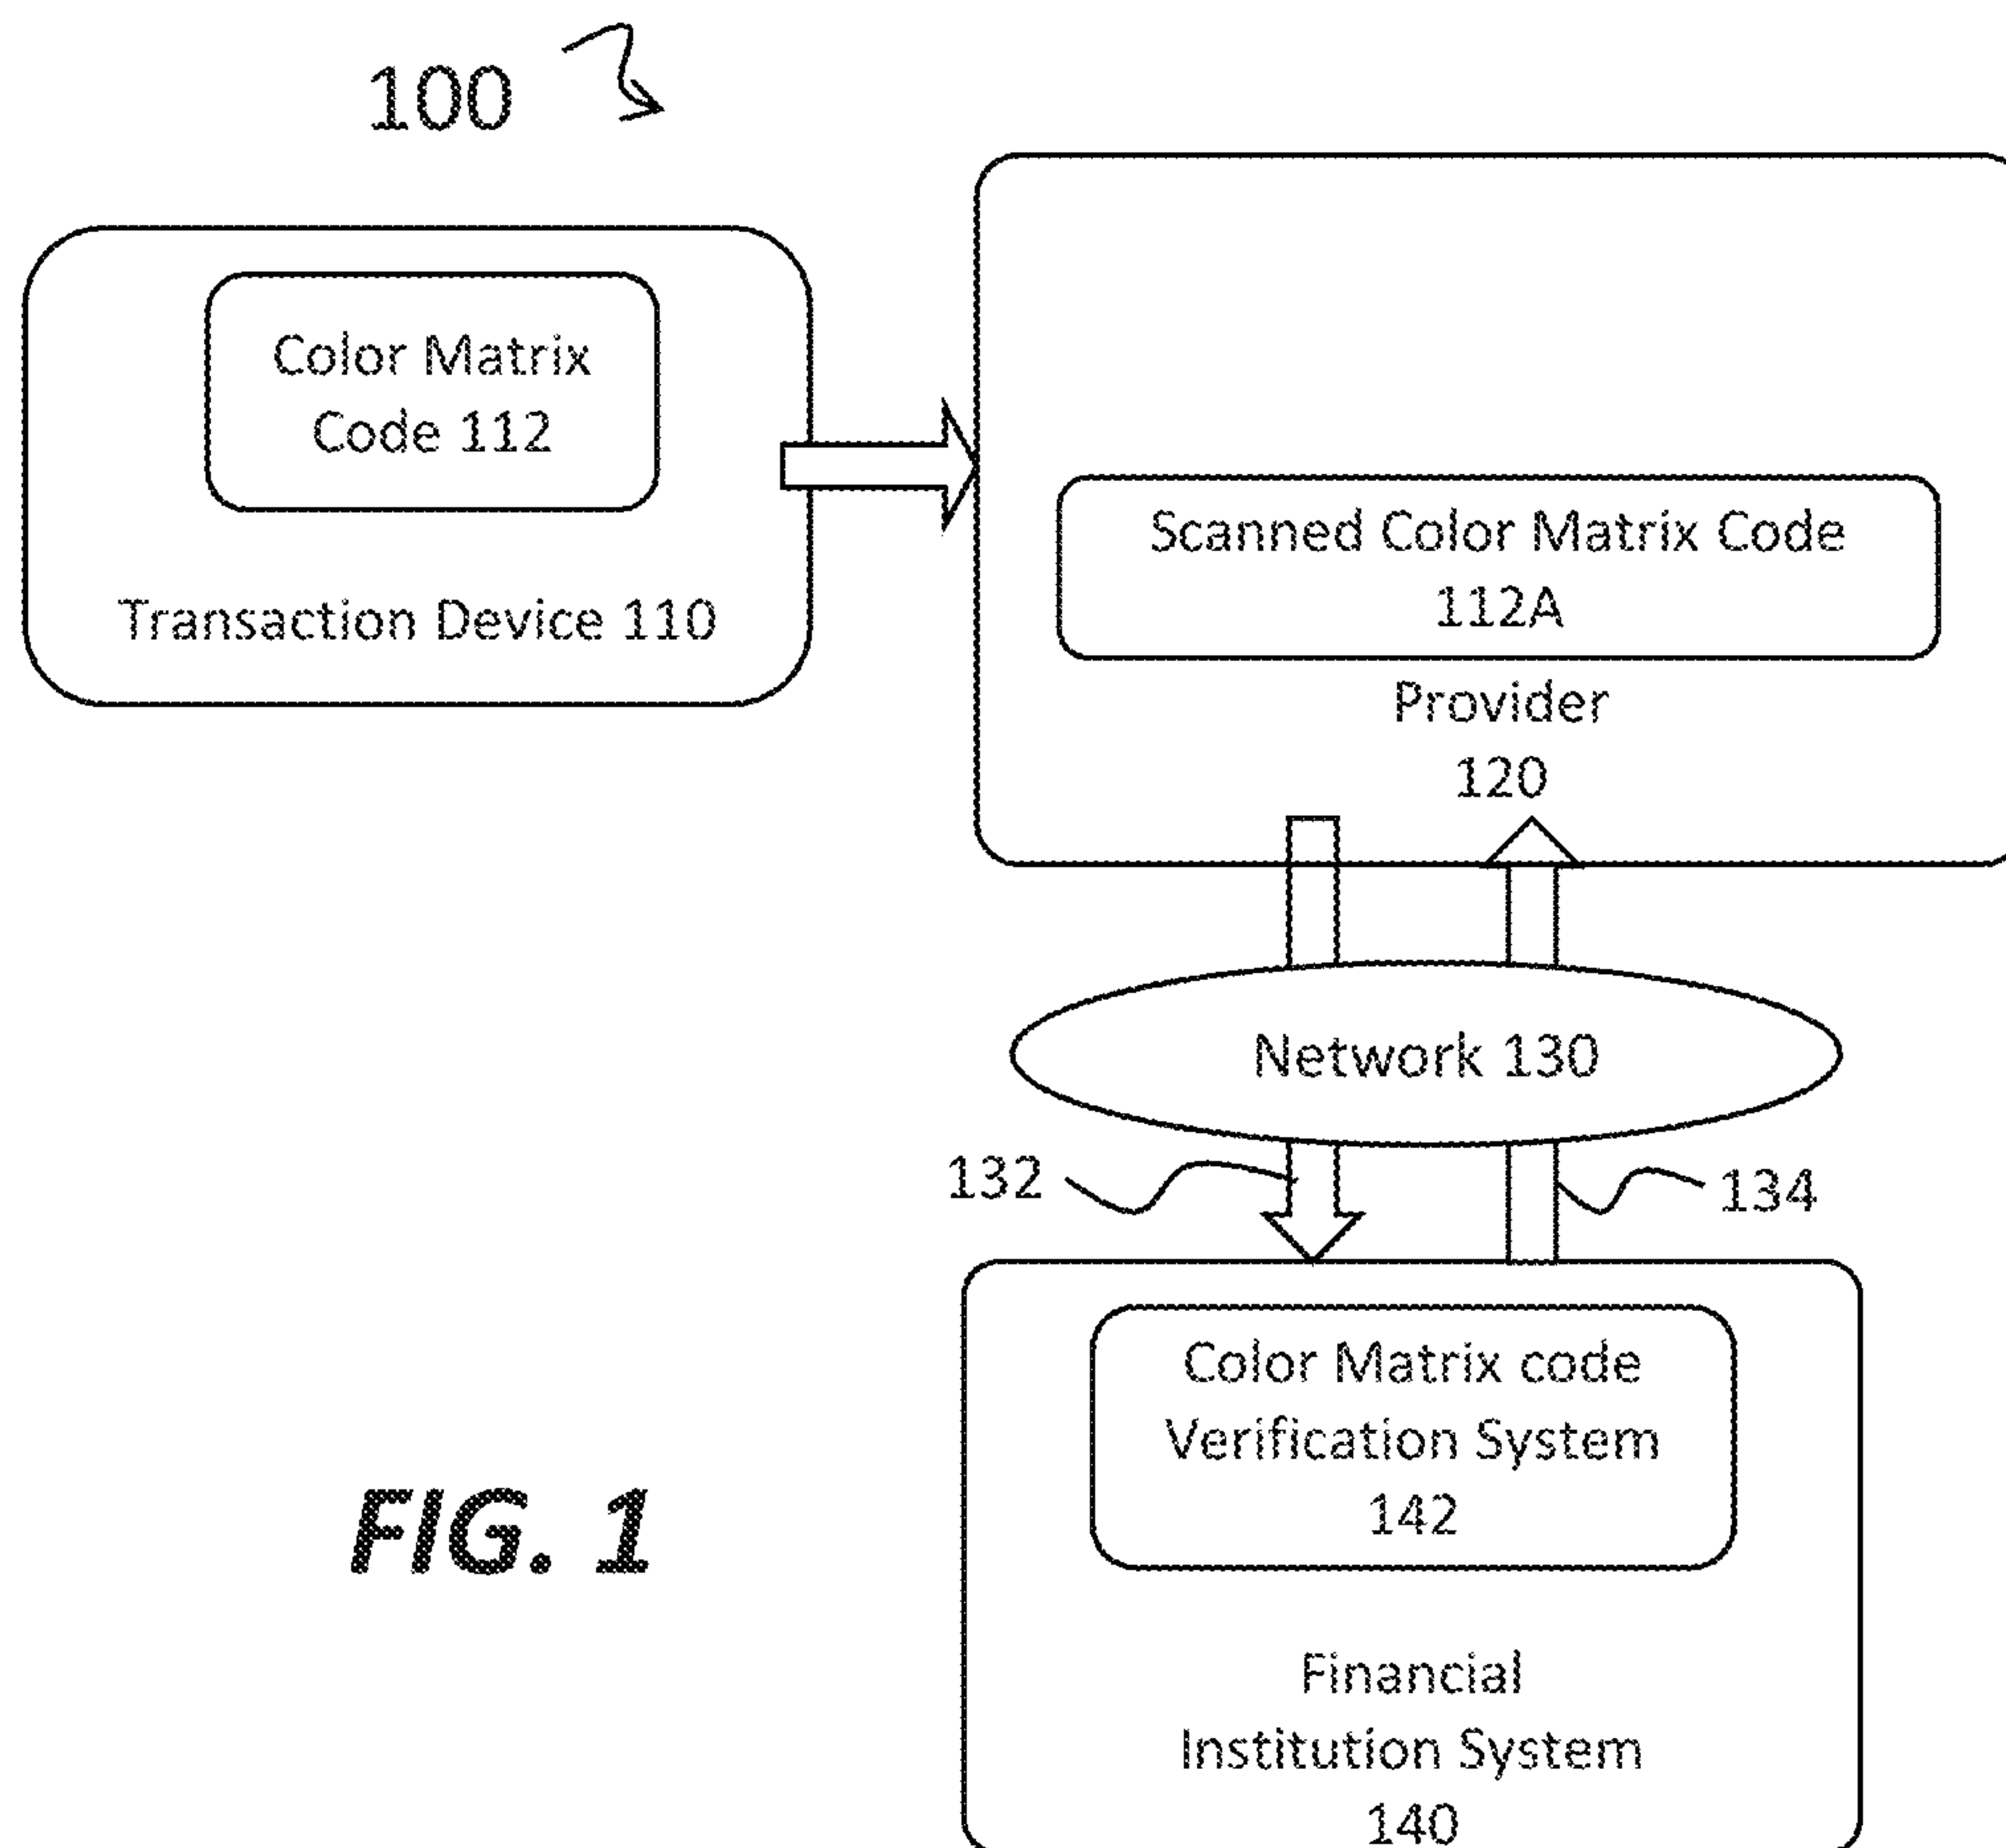 100
Color Matrix
Code 112
Transaction Device 110
Scanned Color Matrix Code
112A
Provider
120
Network 130
132
134
Color Matrix code
Verification System
142
Financial
Institution System
140
FIG. 1